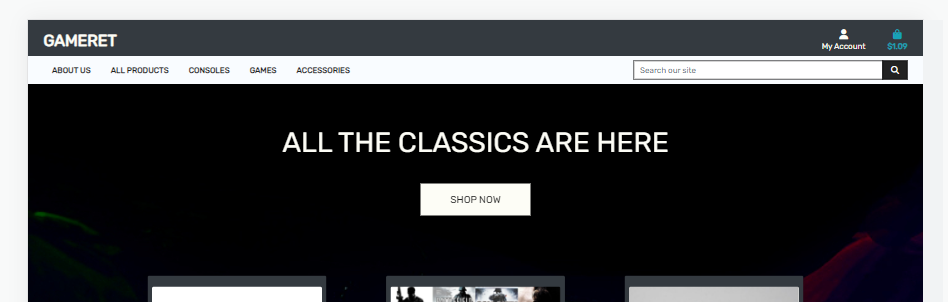 GAMERET
My Account
$1.09
ABOUT US
ALL PRODUCTS
CONSOLES
GAMES
ACCESSORIES
Search our site
ALL THE CLASSICS ARE HERE
SHOP NOW